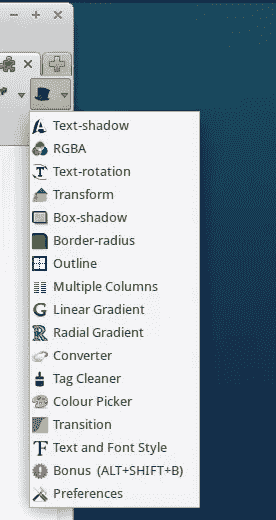 Text-shadow
RGBA
Text-rotation
Transform
Box-shadow
Border-radius
Outline
Multiple Columns
Linear Gradient
Radial Gradient
Converter
Tag Cleaner
Colour Picker
Transition
Text and Font Style
Bonus (ALT+SHIFT+B)
Preferences